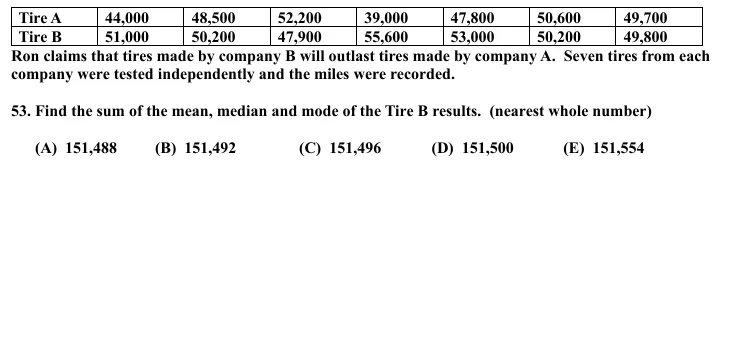 Tire A 44,000 48,500 52,200 39,000 47,800 50,600 49,700
Tire B 51,000 50,200 47,900 55,600 53,000 50,200 49,800
Ron claims that tires made by company B will outlast tires made by company A. Seven tires from each
company were tested independently and the miles were recorded.
53. Find the sum of the mean, median and mode of the Tire B results. (nearest whole number)
(A) 151,488 (B) 151,492 (C) 151,496 (D) 151,500 (E) 151,554